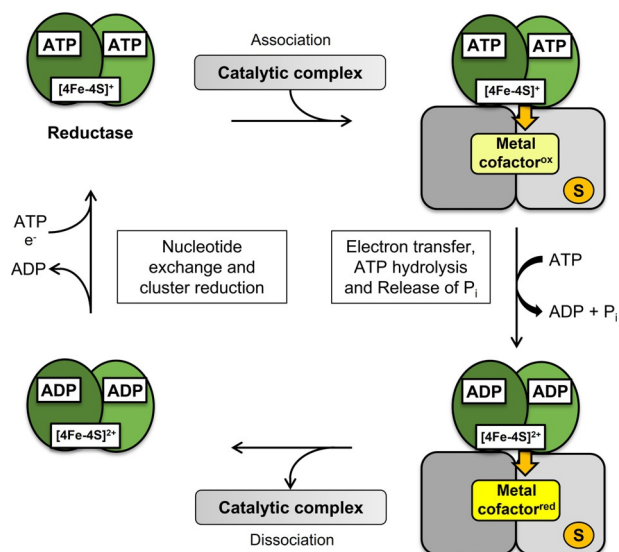 ATP ATP
[4Fe-4S]⁺
Reductase
Association
Catalytic complex
ATP ATP
[4Fe-4S]⁺
Metal
cofactorᵒˣ
S
ATP
e⁻
ADP
Nucleotide
exchange and
cluster reduction
Electron transfer,
ATP hydrolysis
and Release of Pᵢ
ATP
ADP + Pᵢ
ADP ADP
[4Fe-4S]²⁺
Catalytic complex
Dissociation
ADP ADP
[4Fe-4S]²⁺
Metal
cofactorʳᵉᵈ
S